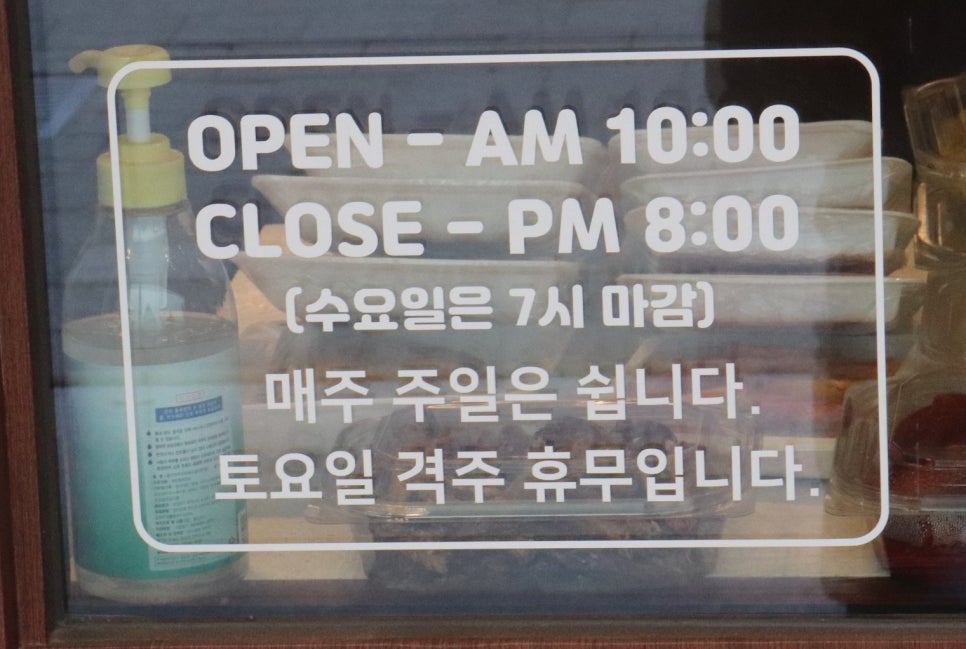 OPEN - AM 10:00
CLOSE - PM 8:00
(수요일은 7시 마감)
매주 주일은 쉽니다.
토요일 격주 휴무입니다.